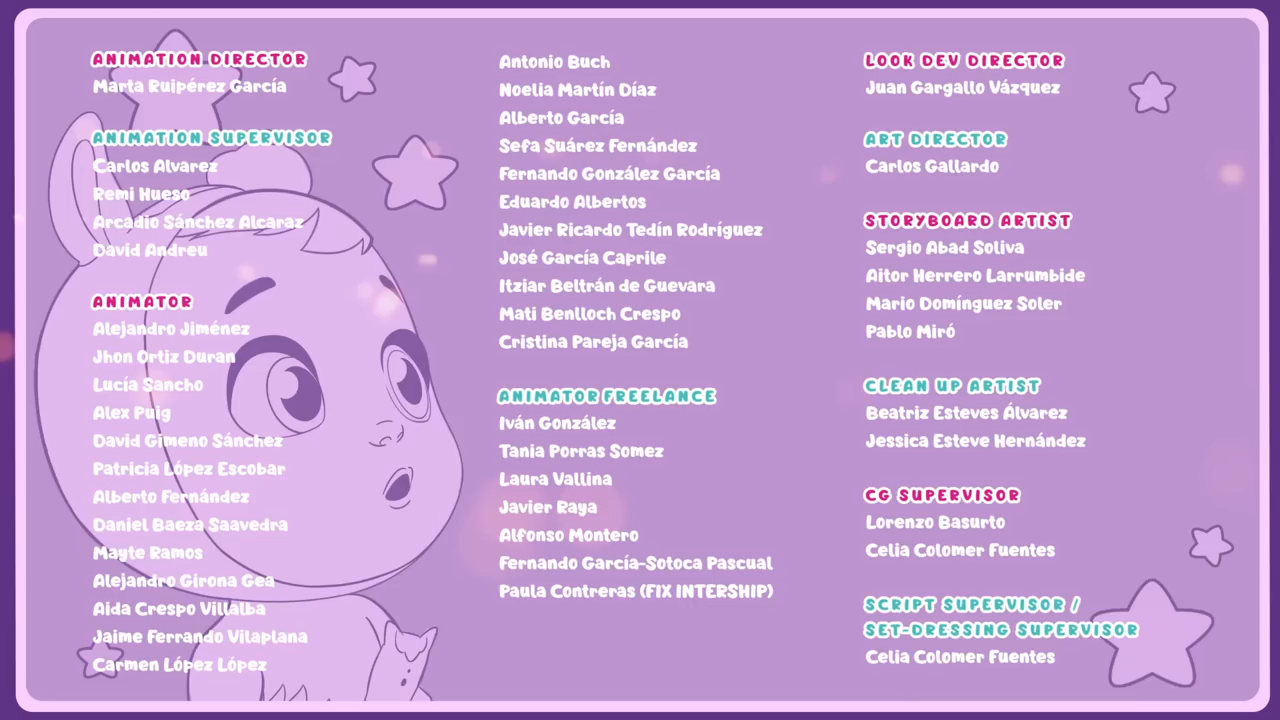 ANIMATION DIRECTOR
Marta Ruipérez García
ANIMATION SUPERVISOR
Carlos Alvarez
Remi Hueso
Arcadio Sánchez Alcaraz
David Andreu
ANIMATOR
Alejandro Jiménez
Jhon Ortiz Duran
Lucía Sancho
Alex Puig
David Gimeno Sánchez
Patricia López Escobar
Alberto Fernández
Daniel Baeza Saavedra
Mayte Ramos
Alejandro Girona Gea
Aida Crespo Villalba
Jaime Ferrando Vilaplana
Carmen López López
Antonio Buch
Noelia Martín Díaz
Alberto García
Sefa Suárez Fernández
Fernando González García
Eduardo Albertos
Javier Ricardo Tedín Rodríguez
José García Caprile
Itziar Beltrán de Guevara
Mati Benlloch Crespo
Cristina Pareja García
ANIMATOR FREELANCE
Iván González
Tania Porras Somez
Laura Vallina
Javier Raya
Alfonso Montero
Fernando García-Sotoca Pascual
Paula Contreras (FIX INTERSHIP)
LOOK DEV DIRECTOR
Juan Gargallo Vázquez
ART DIRECTOR
Carlos Gallardo
STORYBOARD ARTIST
Sergio Abad Soliva
Aitor Herrero Larrumbide
Mario Domínguez Soler
Pablo Miró
CLEAN UP ARTIST
Beatriz Esteves Álvarez
Jessica Esteve Hernández
CG SUPERVISOR
Lorenzo Basurto
Celia Colomer Fuentes
SCRIPT SUPERVISOR /
SET-DRESSING SUPERVISOR
Celia Colomer Fuentes